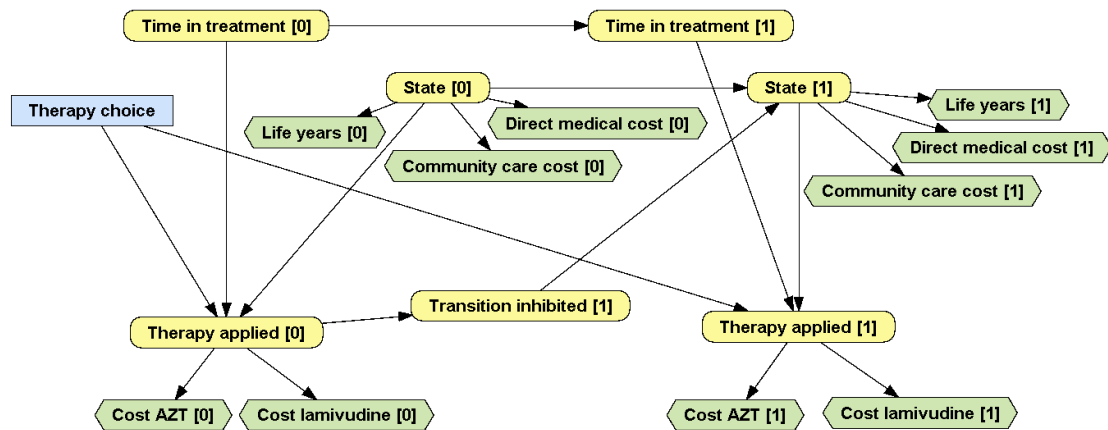 Time in treatment [0]
Time in treatment [1]
State [0]
State [1]
Therapy choice
Life years [0]
Direct medical cost [0]
Life years [1]
Direct medical cost [1]
Community care cost [0]
Community care cost [1]
Transition inhibited [1]
Therapy applied [0]
Therapy applied [1]
Cost AZT [0]
Cost lamivudine [0]
Cost AZT [1]
Cost lamivudine [1]